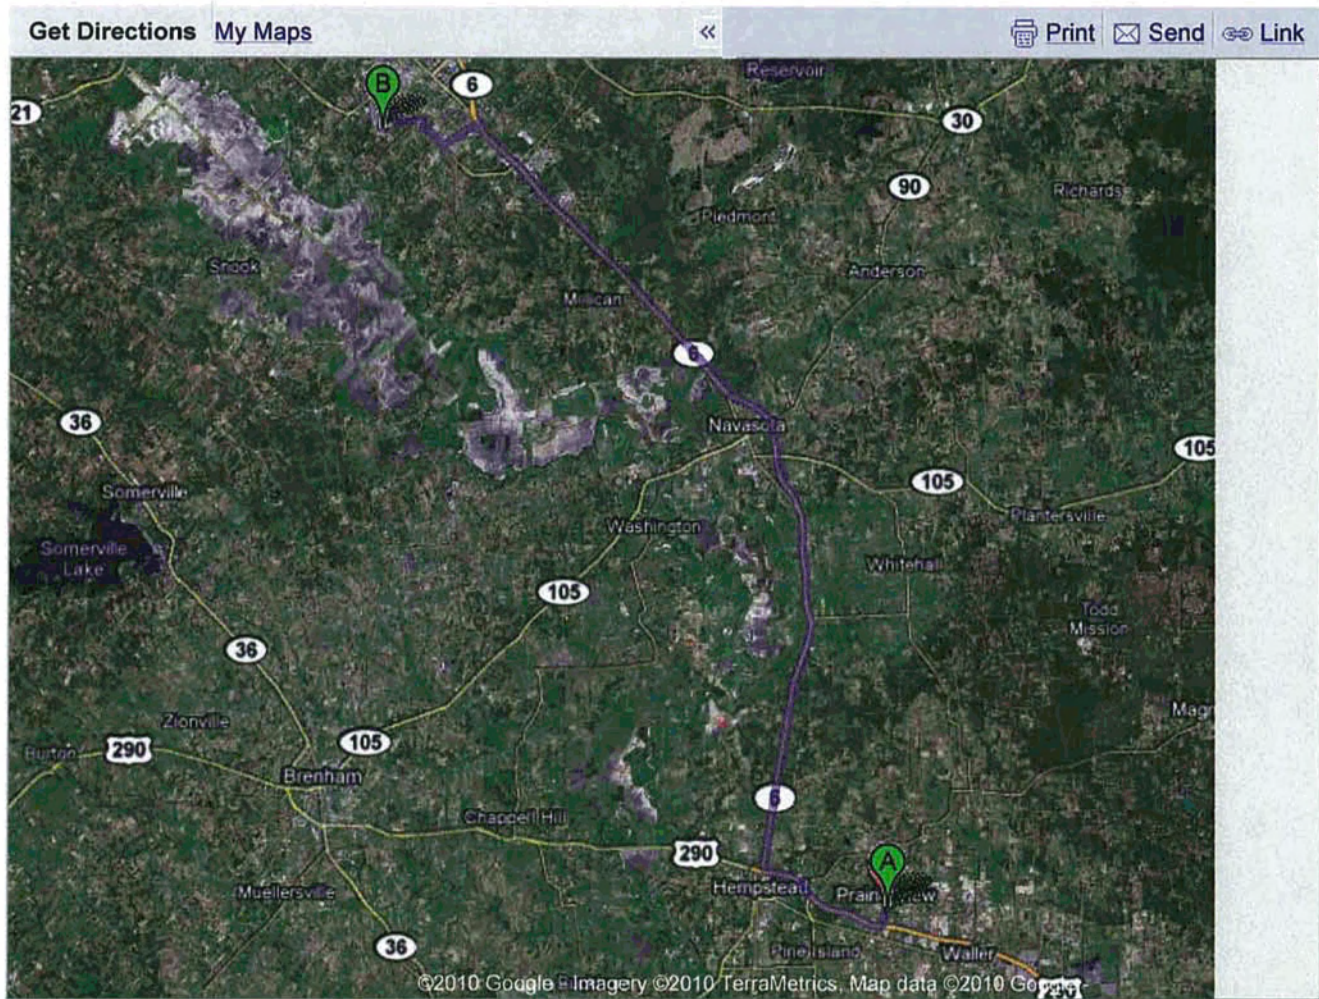 Get Directions My Maps « Print Send Link
Reservoir
B
6
21
30
90
Richards
Piedmont
Snook
Anderson
Millican
6
36
Navasota
105
105
Somerville
Plantersville
Washington
Somerville
Lake
Whitehall
105
Todd
Mission
36
Magn
Zionville
105
Burton
290
Brenham
6
Chappell Hill
290
A
Hempstead
Muellersville
36
Pine Island
Waller
©2010 Google - Imagery ©2010 TerraMetrics, Map data ©2010 Google -